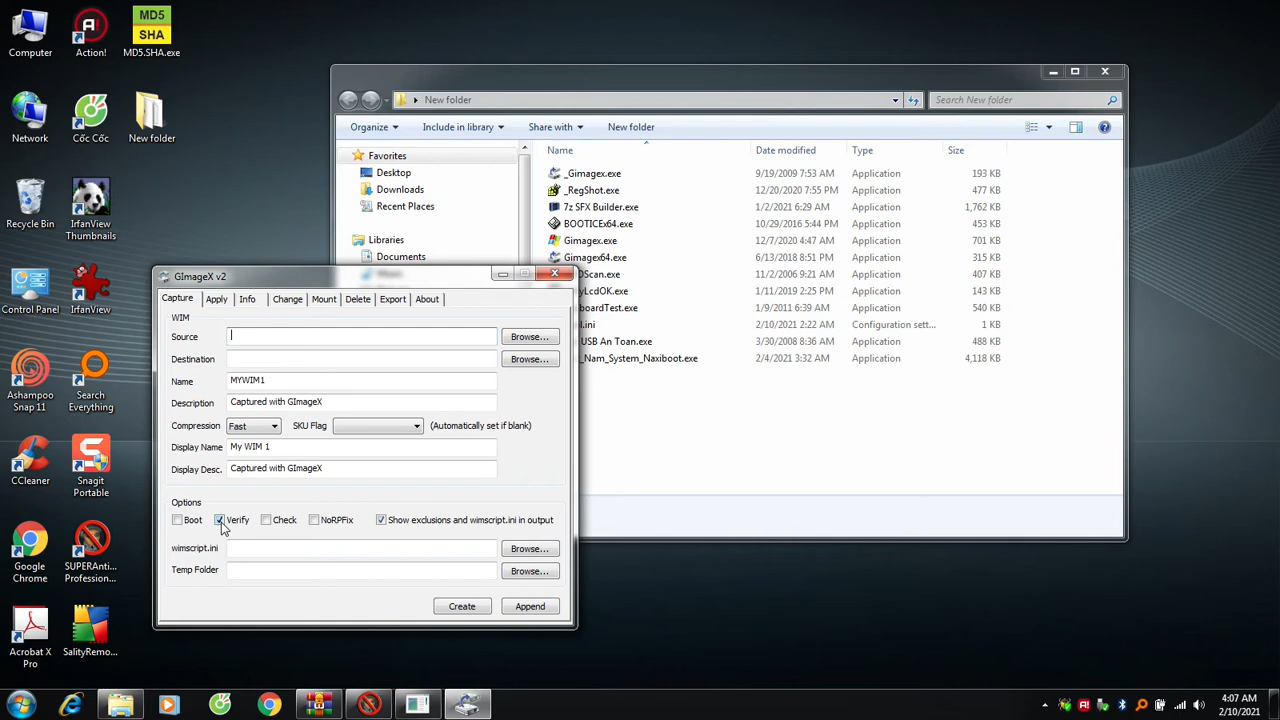 Computer
Action!
MD5
SHA
MD5.SHA.exe
Network
Cốc Cốc
New folder
Recycle Bin
IrfanView
Thumbnails
Control Panel
IrfanView
Ashampoo
Snap 11
Search
Everything
CCleaner
Snagit
Portable
Google
Chrome
SUPERAnti...
Profession...
Acrobat X
Pro
SalityRemo...
New folder
Search New folder
Organize
Include in library
Share with
New folder
Name
Date modified
Type
Size
Favorites
Desktop
Downloads
Recent Places
Libraries
Documents
_Gimagex.exe 9/19/2009 7:53 AM Application 193 KB
_RegShot.exe 12/20/2020 7:55 PM Application 477 KB
7z SFX Builder.exe 1/2/2021 6:29 AM Application 1,762 KB
BOOTICEx64.exe 10/29/2016 5:44 PM Application 453 KB
Gimagex.exe 12/7/2020 4:47 AM Application 701 KB
Gimagex64.exe 6/13/2018 8:51 PM Application 315 KB
OScan.exe 11/2/2006 9:21 AM Application 273 KB
yLcdOK.exe 1/11/2019 2:25 PM Application 143 KB
boardTest.exe 1/9/2011 6:39 AM Application 438 KB
l.ini 2/10/2021 2:22 AM Configuration sett... 1 KB
USB An Toan.exe 3/30/2008 8:36 AM Application 488 KB
_Nam_System_Naxiboot.exe 2/4/2021 3:32 AM Application 4,118 KB
GImageX v2
Capture Apply Info Change Mount Delete Export About
WIM
Source Browse...
Destination Browse...
Name MYWIM1
Description Captured with GImageX
Compression Fast SKU Flag (Automatically set if blank)
Display Name My WIM 1
Display Desc. Captured with GImageX
Options
Boot Verify Check NoRPFix Show exclusions and wimscript.ini in output
wimscript.ini Browse...
Temp Folder Browse...
Create Append
4:07 AM
2/10/2021